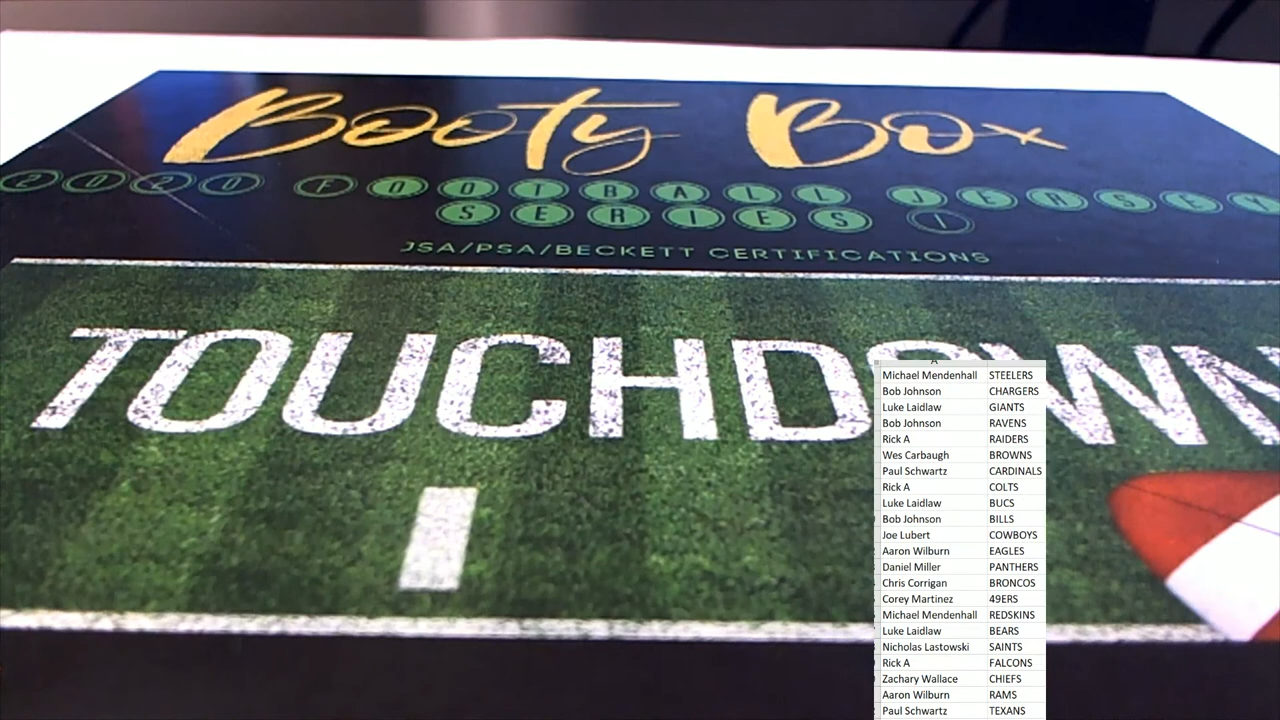 Booty Box
2020 FOOTBALL JERSEY
SERIES 1
JSA/PSA/BECKETT CERTIFICATIONS
TOUCHDOWN
A
Michael Mendenhall STEELERS
Bob Johnson CHARGERS
Luke Laidlaw GIANTS
Bob Johnson RAVENS
Rick A RAIDERS
Wes Carbaugh BROWNS
Paul Schwartz CARDINALS
Rick A COLTS
Luke Laidlaw BUCS
Bob Johnson BILLS
Joe Lubert COWBOYS
Aaron Wilburn EAGLES
Daniel Miller PANTHERS
Chris Corrigan BRONCOS
Corey Martinez 49ERS
Michael Mendenhall REDSKINS
Luke Laidlaw BEARS
Nicholas Lastowski SAINTS
Rick A FALCONS
Zachary Wallace CHIEFS
Aaron Wilburn RAMS
Paul Schwartz TEXANS